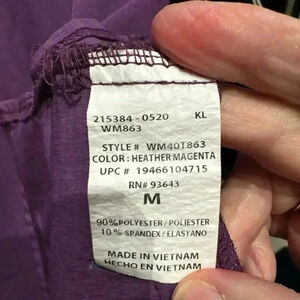 215384 - 0520 KL
WM863
STYLE # WM40T863
COLOR : HEATHER MAGENTA
UPC # 19466104715
RN# 93643
M
90% POLYESTER / POLIESTER
10 % SPANDEX / ELASTANO
MADE IN VIETNAM
HECHO EN VIETNAM